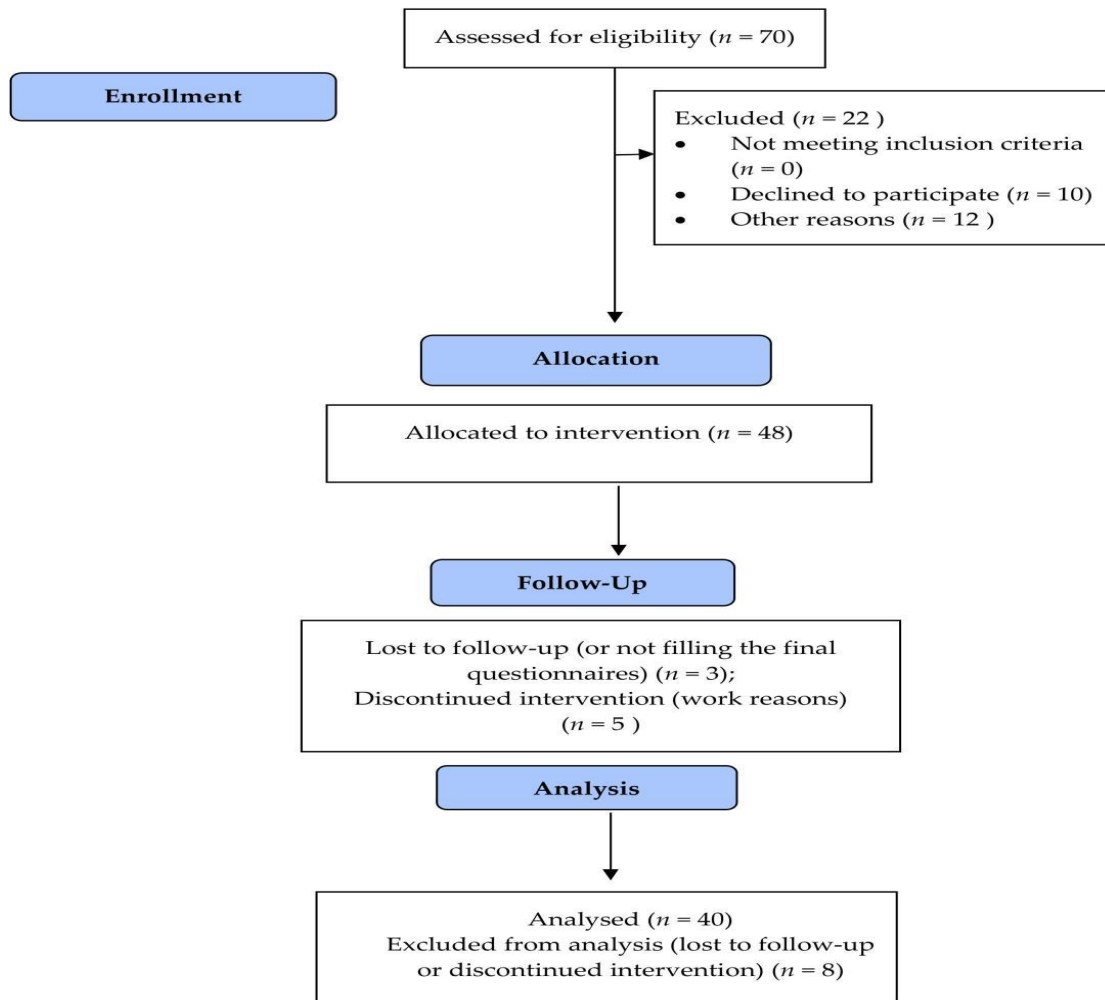 Assessed for eligibility (n = 70)
Enrollment
Excluded (n = 22 )
• Not meeting inclusion criteria
(n = 0)
• Declined to participate (n = 10)
• Other reasons (n = 12 )
Allocation
Allocated to intervention (n = 48)
Follow-Up
Lost to follow-up (or not filling the final
questionnaires) (n = 3);
Discontinued intervention (work reasons)
(n = 5 )
Analysis
Analysed (n = 40)
Excluded from analysis (lost to follow-up
or discontinued intervention) (n = 8)